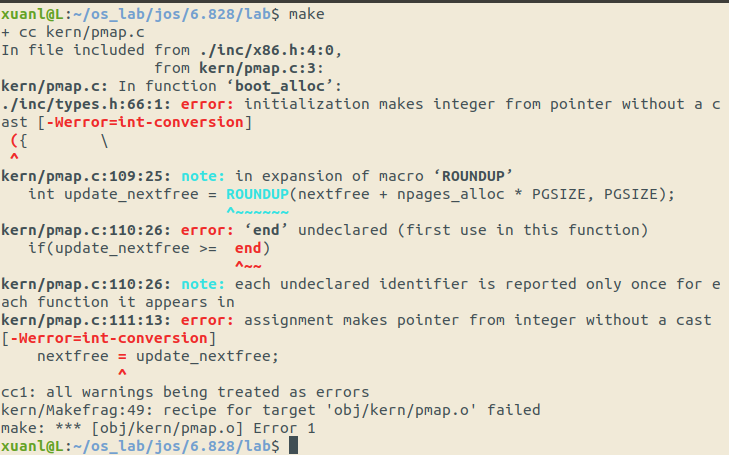 xuanl@L:~/os_lab/jos/6.828/lab$ make
+ cc kern/pmap.c
In file included from ./inc/x86.h:4:0,
                 from kern/pmap.c:3:
kern/pmap.c: In function ‘boot_alloc’:
./inc/types.h:66:1: error: initialization makes integer from pointer without a c
ast [-Werror=int-conversion]
 ({        \
 ^
kern/pmap.c:109:25: note: in expansion of macro ‘ROUNDUP’
   int update_nextfree = ROUNDUP(nextfree + npages_alloc * PGSIZE, PGSIZE);
                         ^~~~~~~
kern/pmap.c:110:26: error: ‘end’ undeclared (first use in this function)
   if(update_nextfree >=  end)
                          ^~~
kern/pmap.c:110:26: note: each undeclared identifier is reported only once for e
ach function it appears in
kern/pmap.c:111:13: error: assignment makes pointer from integer without a cast 
[-Werror=int-conversion]
    nextfree = update_nextfree;
             ^
cc1: all warnings being treated as errors
kern/Makefrag:49: recipe for target 'obj/kern/pmap.o' failed
make: *** [obj/kern/pmap.o] Error 1
xuanl@L:~/os_lab/jos/6.828/lab$